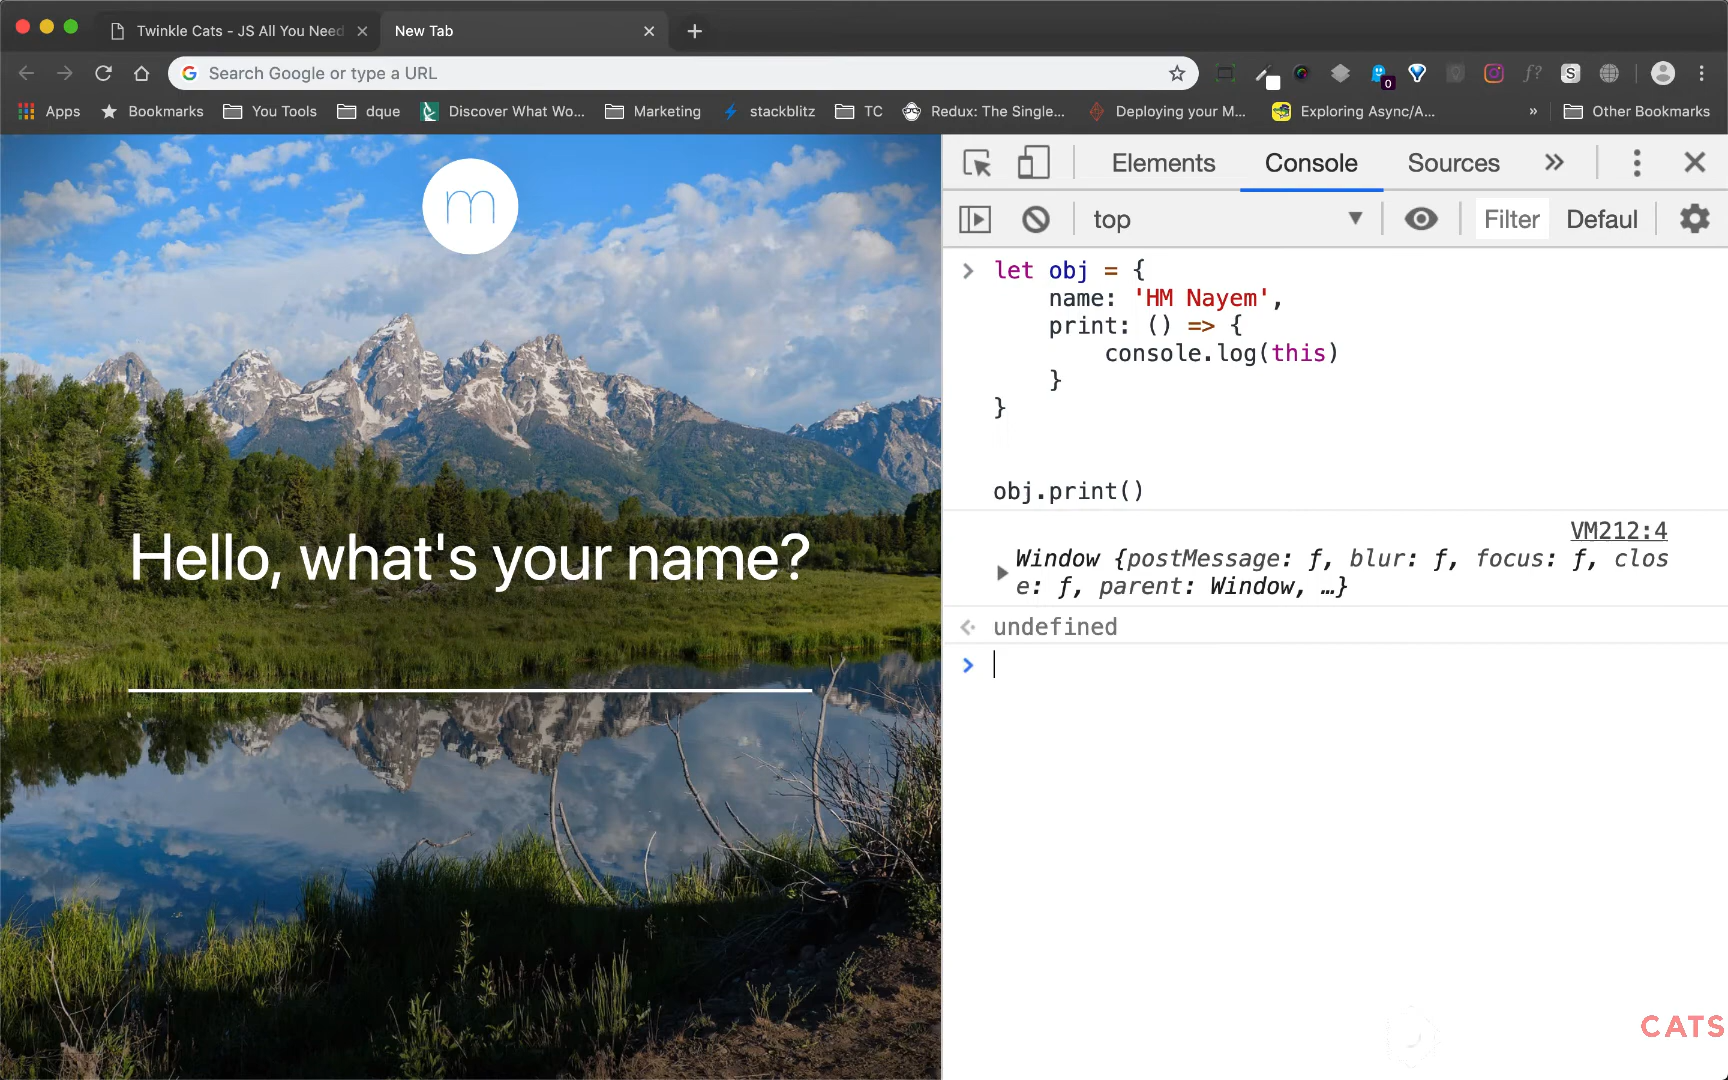 Twinkle Cats - JS All You Need
New Tab
Search Google or type a URL
0
f?
S
Apps
Bookmarks
You Tools
dque
Discover What Wo...
Marketing
stackblitz
TC
Redux: The Single...
Deploying your M...
Exploring Async/A...
»
Other Bookmarks
m
Hello, what's your name?
Elements
Console
Sources
»
top
Filter
Defaul
let obj = {
name: 'HM Nayem',
print: () => {
console.log(this)
}
}
obj.print()
VM212:4
Window {postMessage: ƒ, blur: ƒ, focus: ƒ, clos
e: ƒ, parent: Window, …}
undefined
CATS